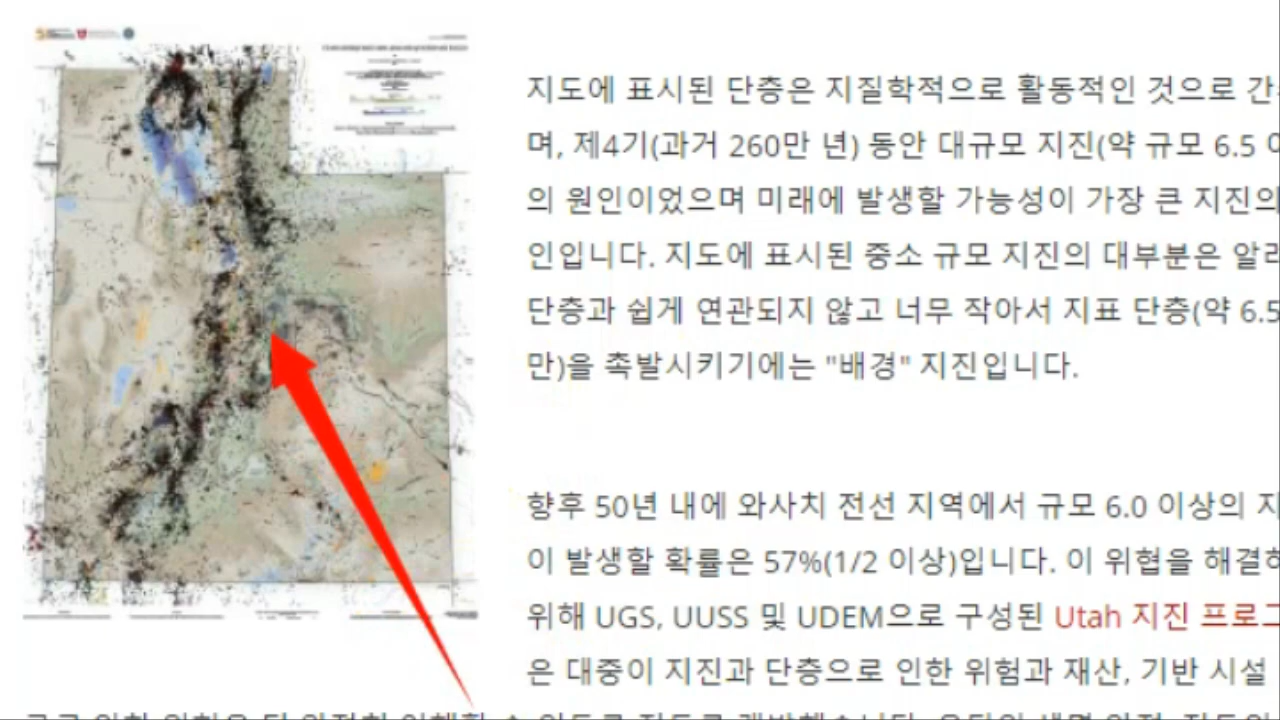 지도에 표시된 단층은 지질학적으로 활동적인 것으로 간
며, 제4기(과거 260만 년) 동안 대규모 지진(약 규모 6.5 이
의 원인이었으며 미래에 발생할 가능성이 가장 큰 지진의
인입니다. 지도에 표시된 중소 규모 지진의 대부분은 알려
단층과 쉽게 연관되지 않고 너무 작아서 지표 단층(약 6.5
만)을 촉발시키기에는 "배경" 지진입니다.
향후 50년 내에 와사치 전선 지역에서 규모 6.0 이상의 지
이 발생할 확률은 57%(1/2 이상)입니다. 이 위협을 해결하
위해 UGS, UUSS 및 UDEM으로 구성된 Utah 지진 프로그
은 대중이 지진과 단층으로 인한 위험과 재산, 기반 시설